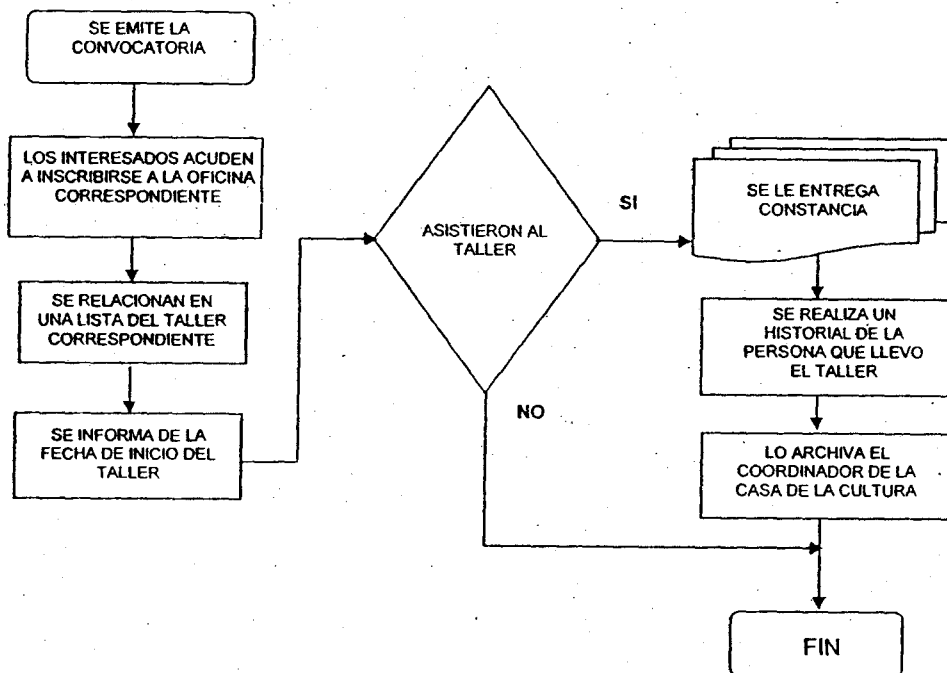 SE EMITE LA
CONVOCATORIA
LOS INTERESADOS ACUDEN
A INSCRIBIRSE A LA OFICINA
CORRESPONDIENTE
SE RELACIONAN EN
UNA LISTA DEL TALLER
CORRESPONDIENTE
SE INFORMA DE LA
FECHA DE INICIO DEL
TALLER
ASISTIERON AL
TALLER
SI
NO
SE LE ENTREGA
CONSTANCIA
SE REALIZA UN
HISTORIAL DE LA
PERSONA QUE LLEVO
EL TALLER
LO ARCHIVA EL
COORDINADOR DE LA
CASA DE LA CULTURA
FIN